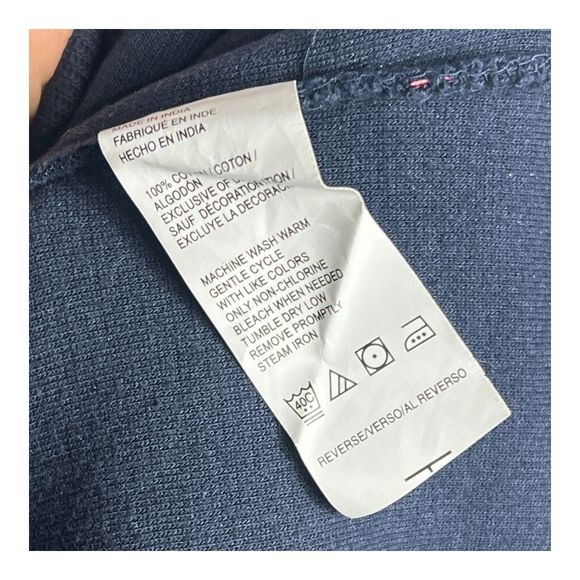 MADE IN INDIA
FABRIQUÉ EN INDE
HECHO EN INDIA
100% COTTON / COTON /
ALGODÓN
EXCLUSIVE OF
SAUF DÉCORATION /
EXCLUYE LA DECORAC
MACHINE WASH WARM
GENTLE CYCLE
WITH LIKE COLORS
ONLY NON-CHLORINE
BLEACH WHEN NEEDED
TUMBLE DRY LOW
REMOVE PROMPTLY
STEAM IRON
40C
REVERSE/VERSO/AL REVERSO